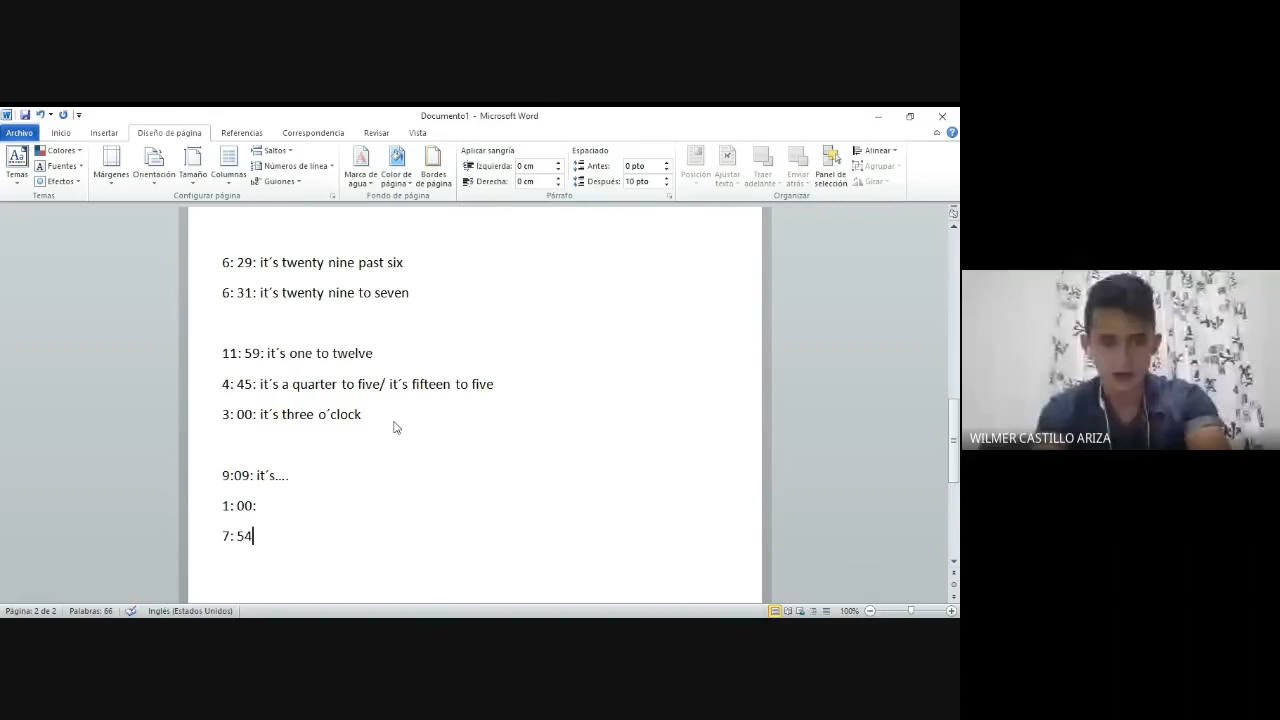 Documento1 - Microsoft Word
Archivo Inicio Insertar Diseño de página Referencias Correspondencia Revisar Vista
Temas
Colores
Fuentes
Efectos
Temas
Márgenes
Orientación
Tamaño
Columnas
Saltos
Números de línea
Guiones
Configurar página
Marca de agua
Color de página
Bordes de página
Fondo de página
Aplicar sangría
Izquierda: 0 cm
Derecha: 0 cm
Espaciado
Antes: 0 pto
Después: 10 pto
Párrafo
Posición
Ajustar texto
Traer adelante
Enviar atrás
Panel de selección
Alinear
Agrupar
Girar
Organizar
6: 29: it´s twenty nine past six
6: 31: it´s twenty nine to seven
11: 59: it´s one to twelve
4: 45: it´s a quarter to five/ it´s fifteen to five
3: 00: it´s three o´clock
9:09: it´s....
1: 00:
7: 54
Página: 2 de 2 Palabras: 66 Inglés (Estados Unidos) 100%
WILMER CASTILLO ARIZA